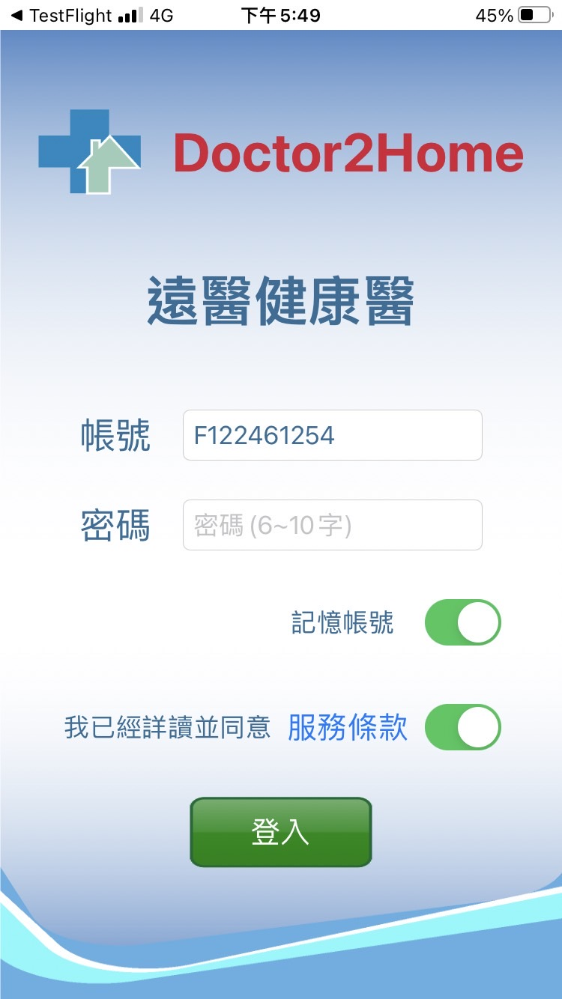 TestFlight 4G 下午5:49 45%
Doctor2Home
遠醫健康醫
帳號 F122461254
密碼 密碼 (6~10字)
記憶帳號
我已經詳讀並同意 服務條款
登入